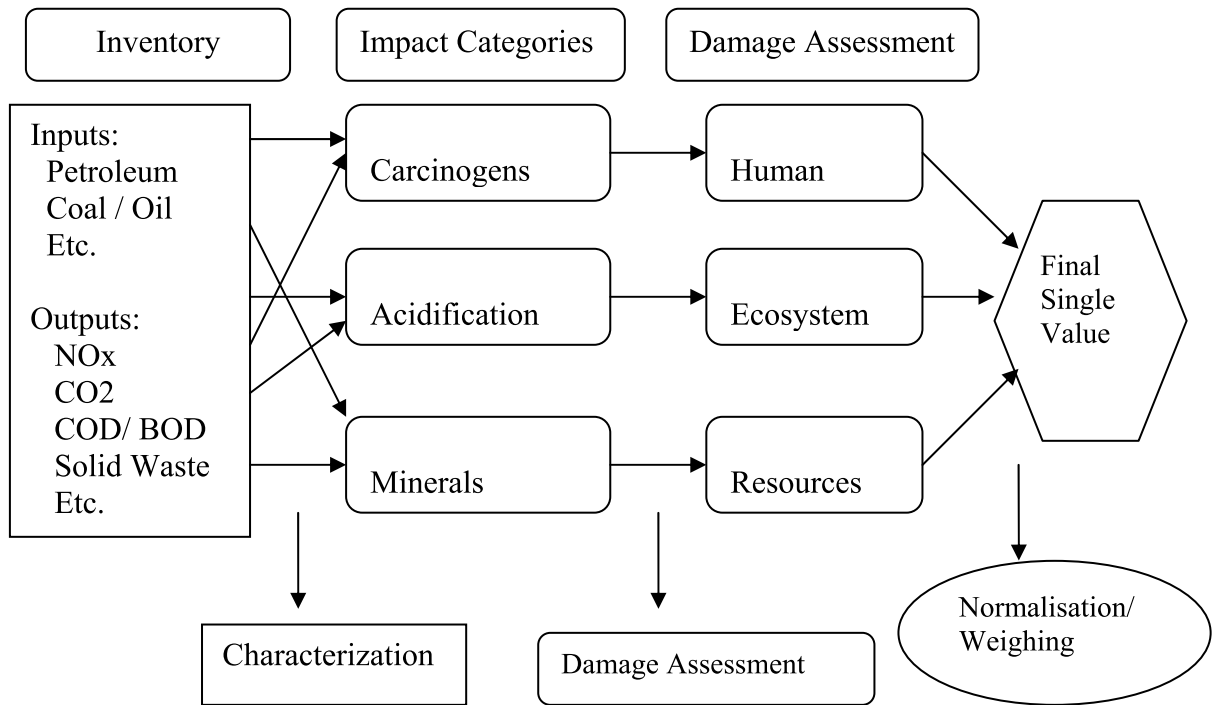 Inventory
Impact Categories
Damage Assessment
Inputs:
Petroleum
Coal / Oil
Etc.
Outputs:
NOx
CO2
COD/ BOD
Solid Waste
Etc.
Carcinogens
Human
Acidification
Ecosystem
Minerals
Resources
Final
Single
Value
Characterization
Damage Assessment
Normalisation/
Weighing